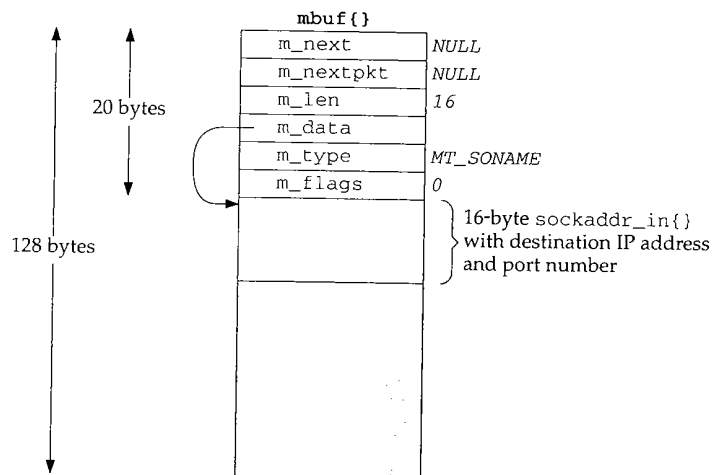 mbuf{}
m_next NULL
m_nextpkt NULL
20 bytes
m_len 16
m_data
m_type MT_SONAME
m_flags 0
128 bytes
16-byte sockaddr_in{}
with destination IP address
and port number